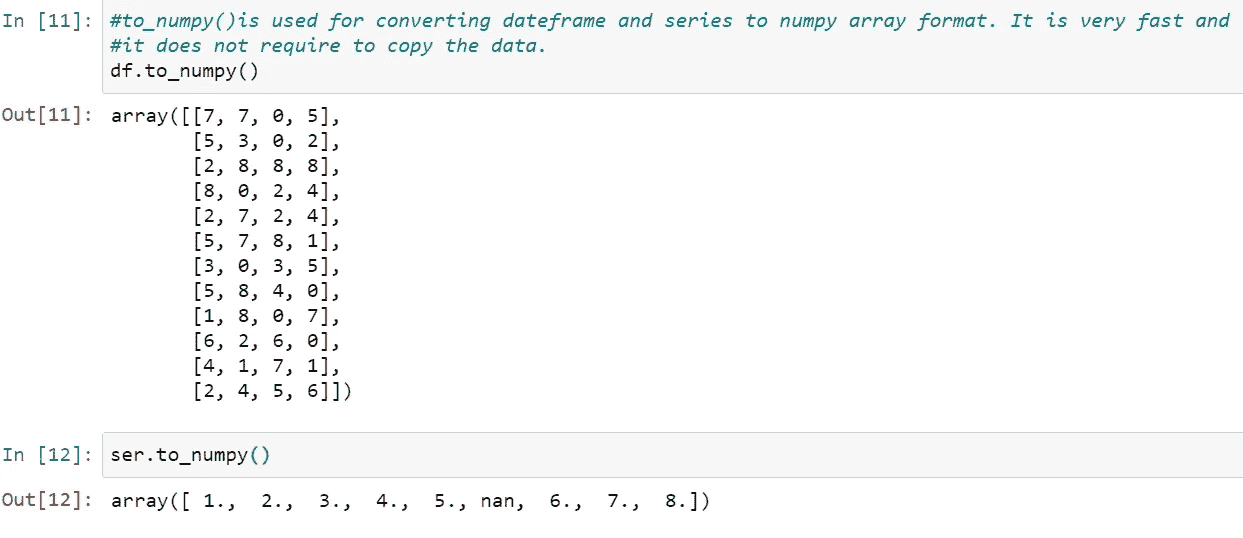 In [11]: #to_numpy()is used for converting dateframe and series to numpy array format. It is very fast and
#it does not require to copy the data.
df.to_numpy()
Out[11]: array([[7, 7, 0, 5],
[5, 3, 0, 2],
[2, 8, 8, 8],
[8, 0, 2, 4],
[2, 7, 2, 4],
[5, 7, 8, 1],
[3, 0, 3, 5],
[5, 8, 4, 0],
[1, 8, 0, 7],
[6, 2, 6, 0],
[4, 1, 7, 1],
[2, 4, 5, 6]])
In [12]: ser.to_numpy()
Out[12]: array([ 1.,  2.,  3.,  4.,  5., nan,  6.,  7.,  8.])